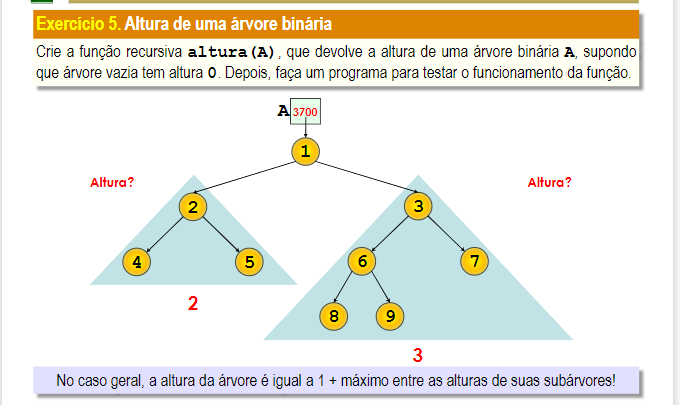 Exercício 5. Altura de uma árvore binária
Crie a função recursiva altura(A), que devolve a altura de uma árvore binária A, supondo
que árvore vazia tem altura 0. Depois, faça um programa para testar o funcionamento da função.
A 3700
1
Altura?
Altura?
2
3
4
5
6
7
2
8
9
3
No caso geral, a altura da árvore é igual a 1 + máximo entre as alturas de suas subárvores!